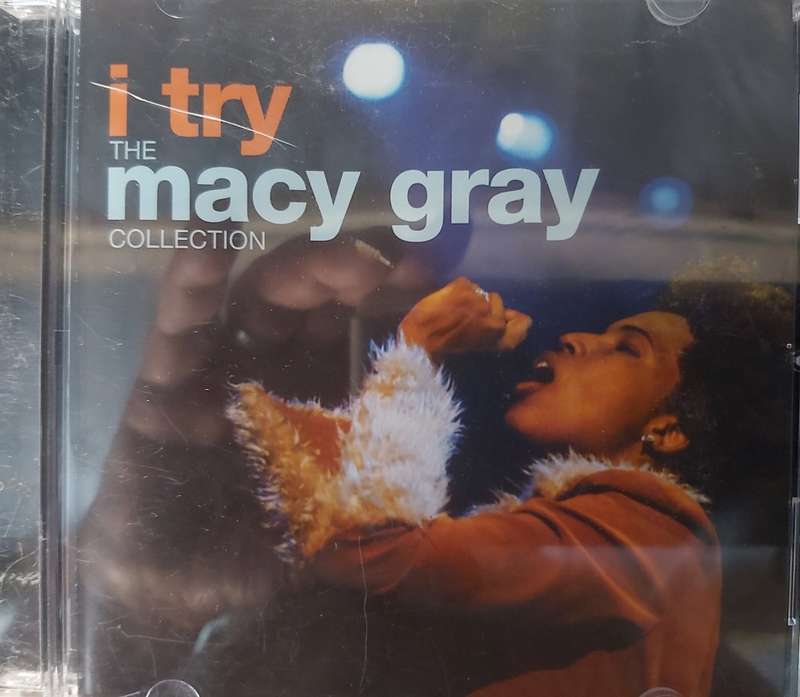 i try
THE
macy gray
COLLECTION